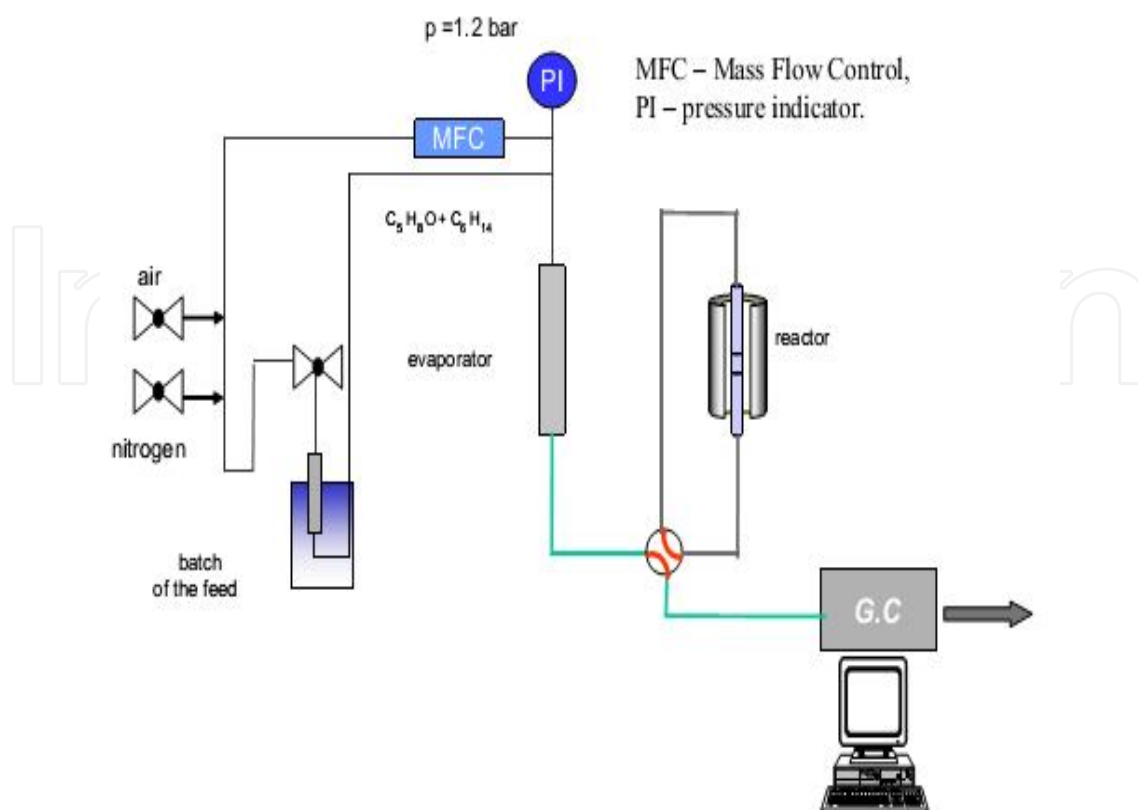 p =1.2 bar
PI
MFC – Mass Flow Control,
PI – pressure indicator.
MFC
C₅H₈O + C₆H₁₄
air
evaporator
reactor
nitrogen
batch
of the feed
G.C